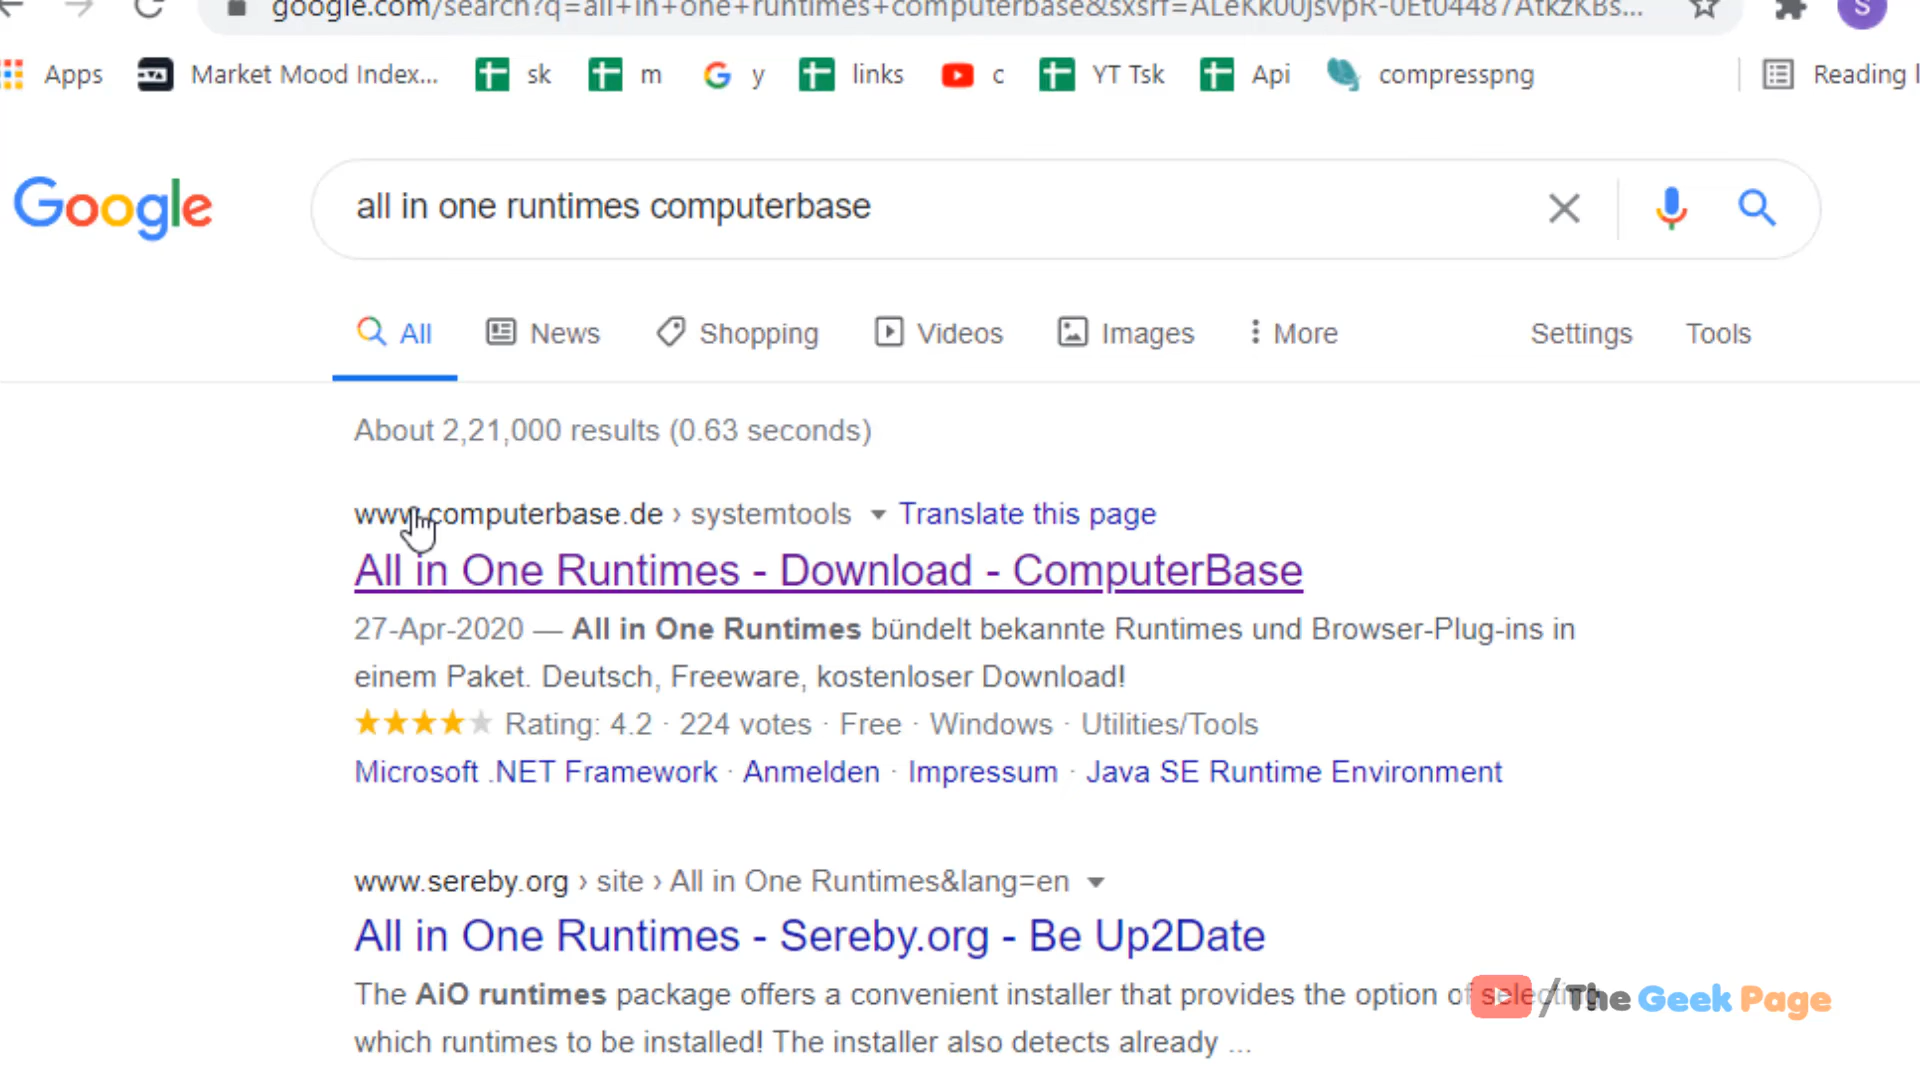 google.com/search?q=all+in+one+runtimes+computerbase&sxsrf=
S
Apps Market Mood Index... sk m y links c YT Tsk Api compresspng Reading l
Google all in one runtimes computerbase
All News Shopping Videos Images More Settings Tools
About 2,21,000 results (0.63 seconds)
www.computerbase.de › systemtools Translate this page
All in One Runtimes - Download - ComputerBase
27-Apr-2020 — All in One Runtimes bündelt bekannte Runtimes und Browser-Plug-ins in
einem Paket. Deutsch, Freeware, kostenloser Download!
Rating: 4.2 · 224 votes · Free · Windows · Utilities/Tools
Microsoft .NET Framework · Anmelden · Impressum · Java SE Runtime Environment
www.sereby.org › site › All in One Runtimes&lang=en
All in One Runtimes - Sereby.org - Be Up2Date
The AiO runtimes package offers a convenient installer that provides the option of selecting
/The Geek Page
which runtimes to be installed! The installer also detects already ...